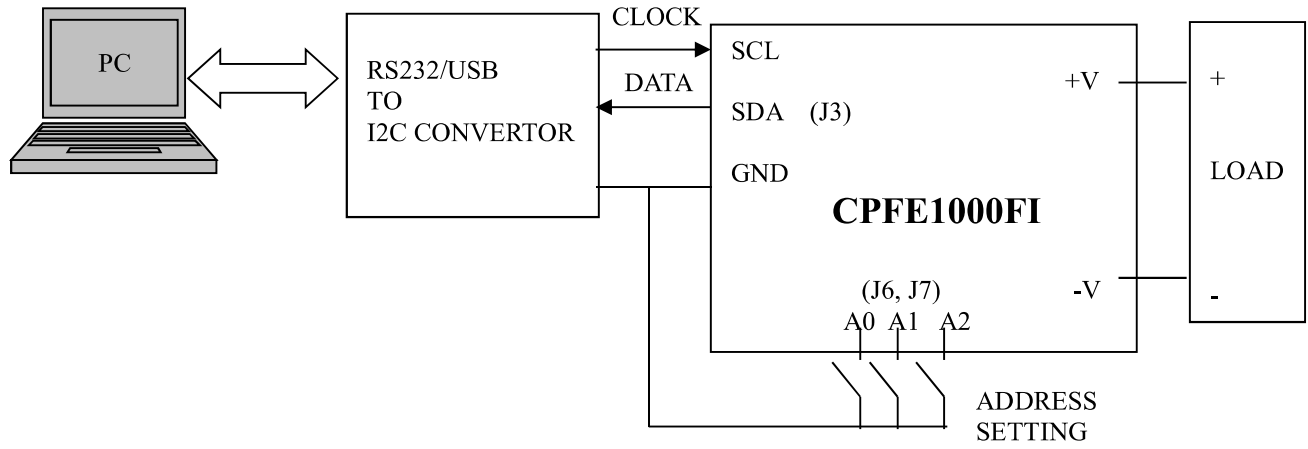 PC
RS232/USB
TO
I2C CONVERTOR
CLOCK
DATA
SCL
SDA (J3)
GND
+V
-V
CPFE1000FI
(J6, J7)
A0 A1 A2
+
LOAD
-
ADDRESS
SETTING